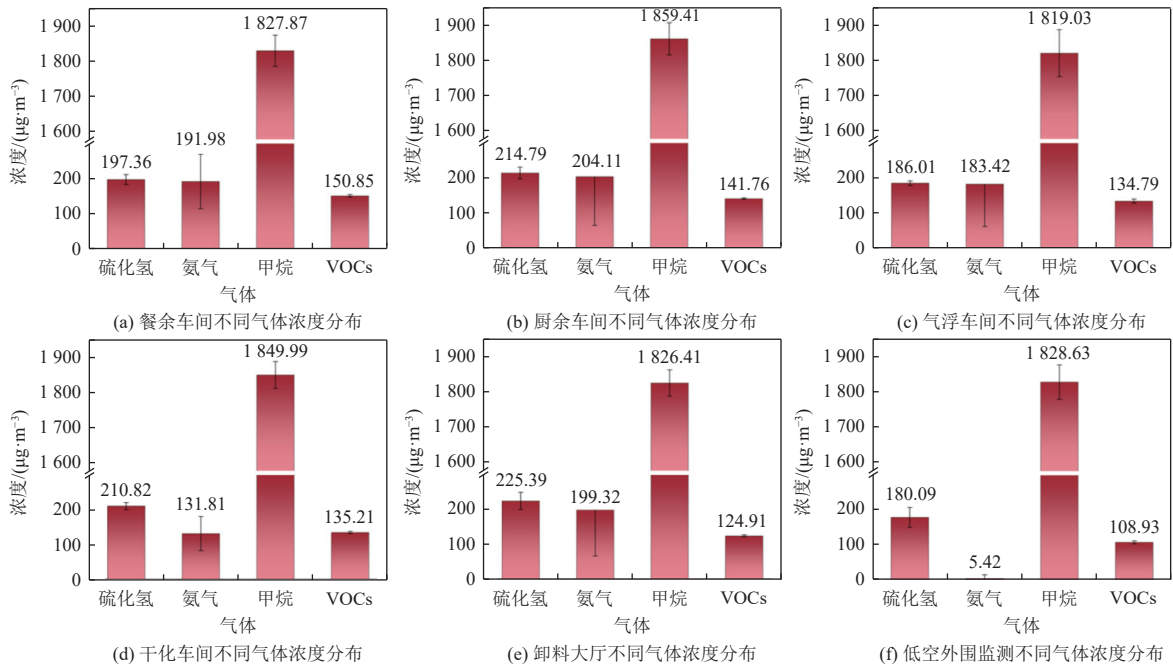 1 900
1 800
1 700
1 600
200
100
0
浓度/(μg·m⁻³)
197.36
191.98
1 827.87
150.85
硫化氢 氨气 甲烷 VOCs
气体
(a) 餐余车间不同气体浓度分布
1 900
1 800
1 700
1 600
200
100
0
浓度/(μg·m⁻³)
214.79
204.11
1 859.41
141.76
硫化氢 氨气 甲烷 VOCs
气体
(b) 厨余车间不同气体浓度分布
1 900
1 800
1 700
1 600
200
100
0
浓度/(μg·m⁻³)
186.01
183.42
1 819.03
134.79
硫化氢 氨气 甲烷 VOCs
气体
(c) 气浮车间不同气体浓度分布
1 900
1 800
1 700
1 600
200
100
0
浓度/(μg·m⁻³)
210.82
131.81
1 849.99
135.21
硫化氢 氨气 甲烷 VOCs
气体
(d) 干化车间不同气体浓度分布
1 900
1 800
1 700
1 600
200
100
0
浓度/(μg·m⁻³)
225.39
199.32
1 826.41
124.91
硫化氢 氨气 甲烷 VOCs
气体
(e) 卸料大厅不同气体浓度分布
1 900
1 800
1 700
1 600
200
100
0
浓度/(μg·m⁻³)
180.09
5.42
1 828.63
108.93
硫化氢 氨气 甲烷 VOCs
气体
(f) 低空外围监测不同气体浓度分布